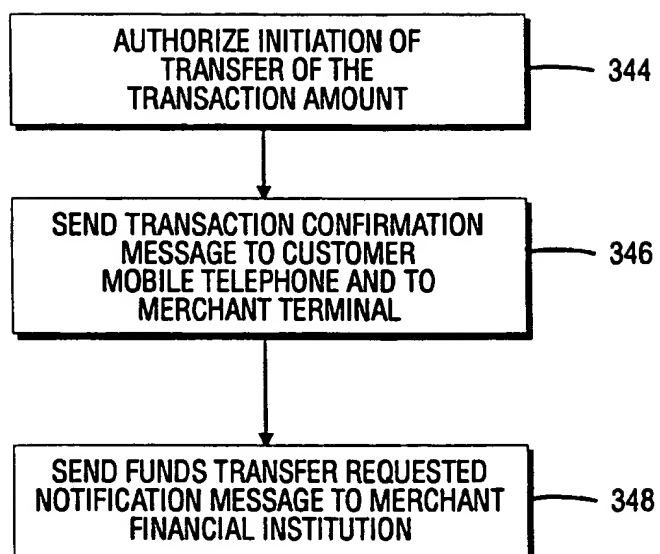 AUTHORIZE INITIATION OF
TRANSFER OF THE
TRANSACTION AMOUNT
344
SEND TRANSACTION CONFIRMATION
MESSAGE TO CUSTOMER
MOBILE TELEPHONE AND TO
MERCHANT TERMINAL
346
SEND FUNDS TRANSFER REQUESTED
NOTIFICATION MESSAGE TO MERCHANT
FINANCIAL INSTITUTION
348